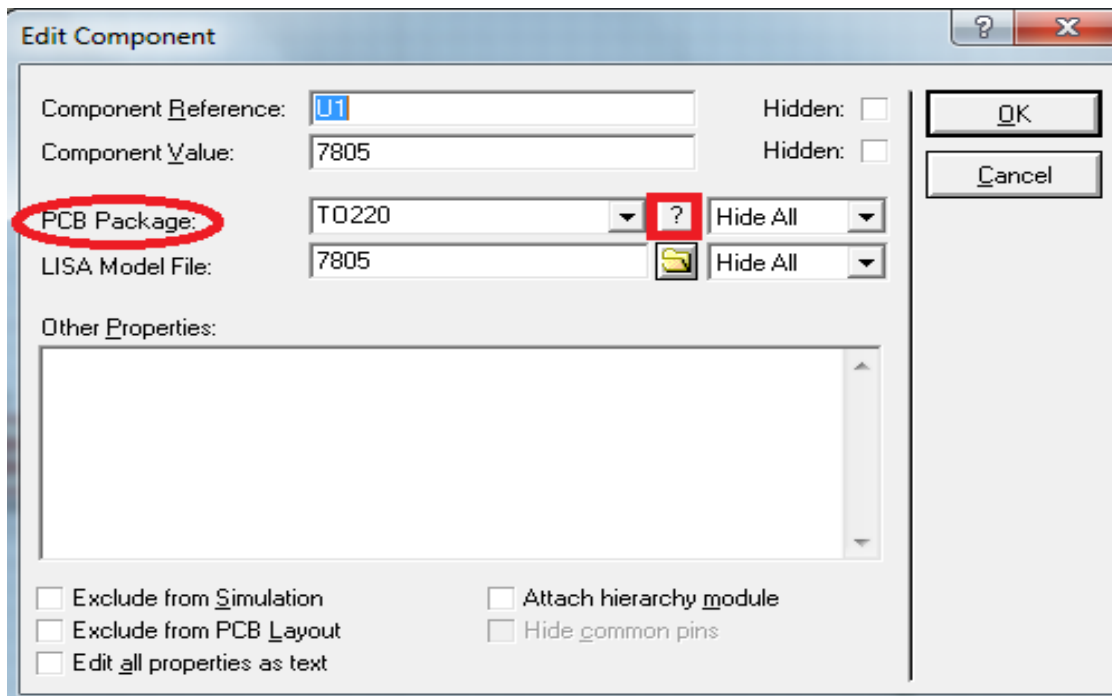 Edit Component
?
X
Component Reference:
U1
Hidden:
OK
Component Value:
7805
Hidden:
Cancel
PCB Package:
TO220
?
Hide All
LISA Model File:
7805
Hide All
Other Properties:
Exclude from Simulation
Attach hierarchy module
Exclude from PCB Layout
Hide common pins
Edit all properties as text